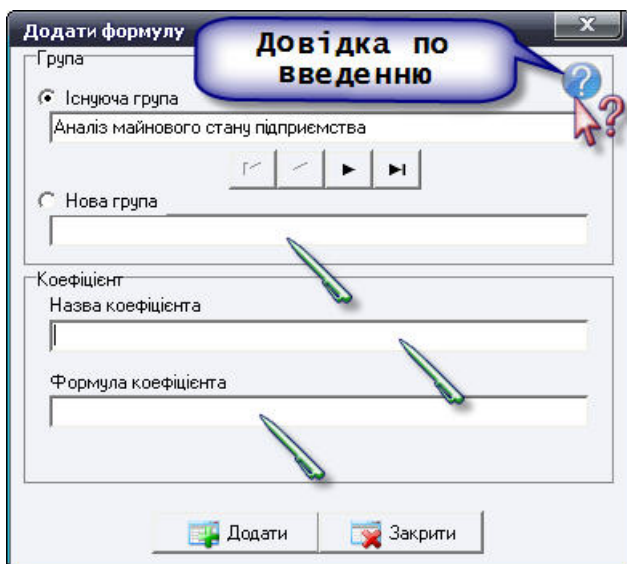 Додати формулу
Довідка по
введенню
Група
Існуюча група
Аналіз майнового стану підприємства
Нова група
Коефіцієнт
Назва коефіцієнта
Формула коефіцієнта
Додати
Закрити